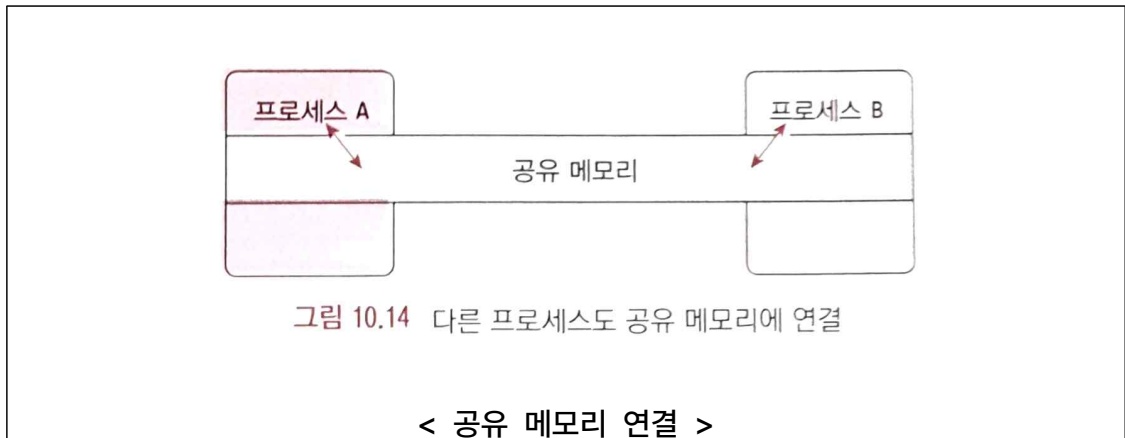 프로세스 A
프로세스 B
공유 메모리
그림 10.14 다른 프로세스도 공유 메모리에 연결
< 공유 메모리 연결 >